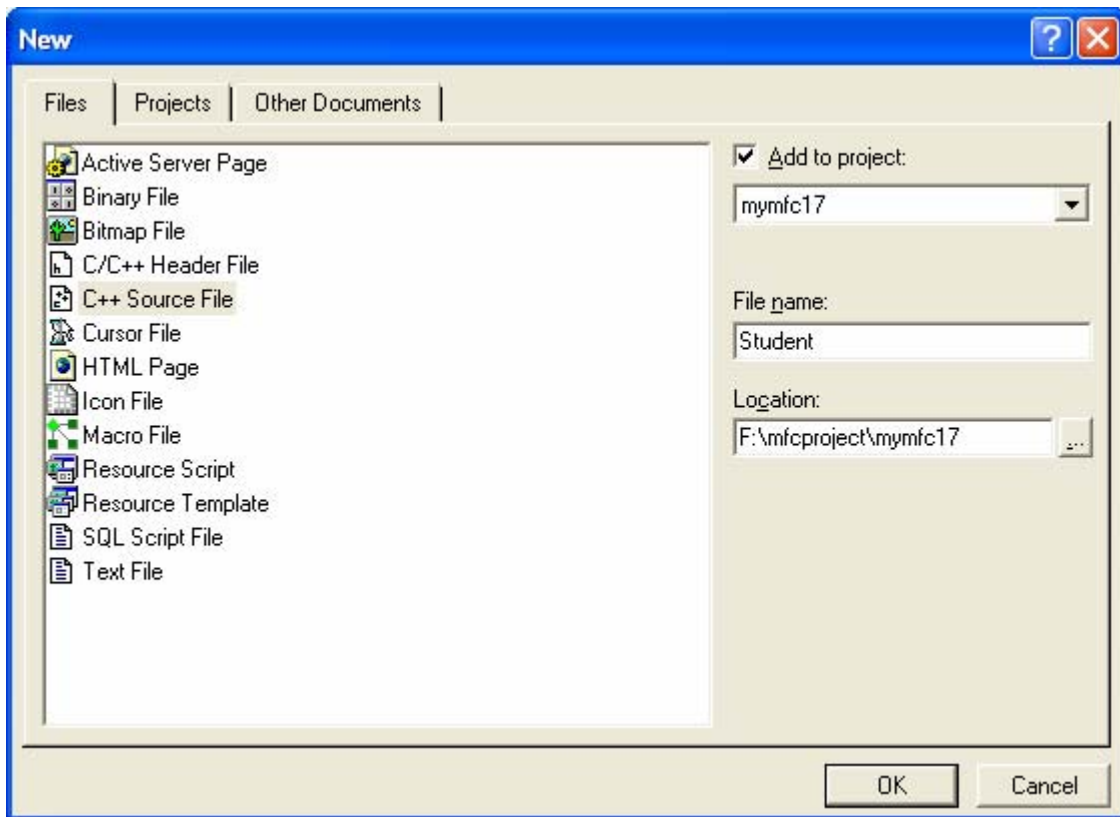 New
Files
Projects
Other Documents
Active Server Page
Binary File
Bitmap File
C/C++ Header File
C++ Source File
Cursor File
HTML Page
Icon File
Macro File
Resource Script
Resource Template
SQL Script File
Text File
Add to project:
mymfc17
File name:
Student
Location:
F:\mfcproject\mymfc17
...
OK
Cancel